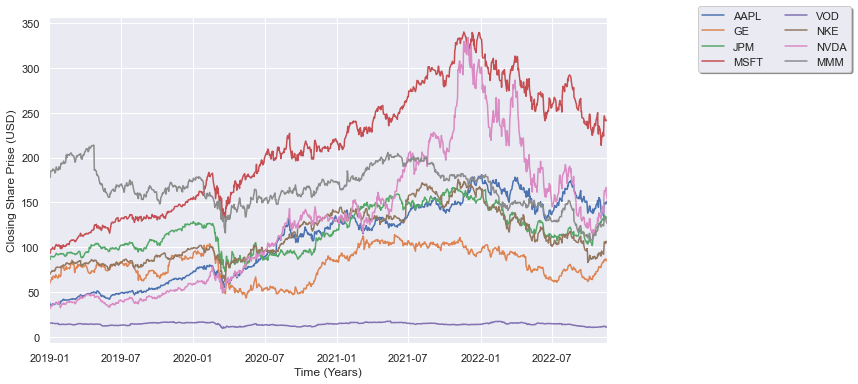 AAPL VOD
GE NKE
JPM NVDA
MSFT MMM
350
300
250
200
150
100
50
0
Closing Share Prise (USD)
2019-01 2019-07 2020-01 2020-07 2021-01 2021-07 2022-01 2022-07
Time (Years)